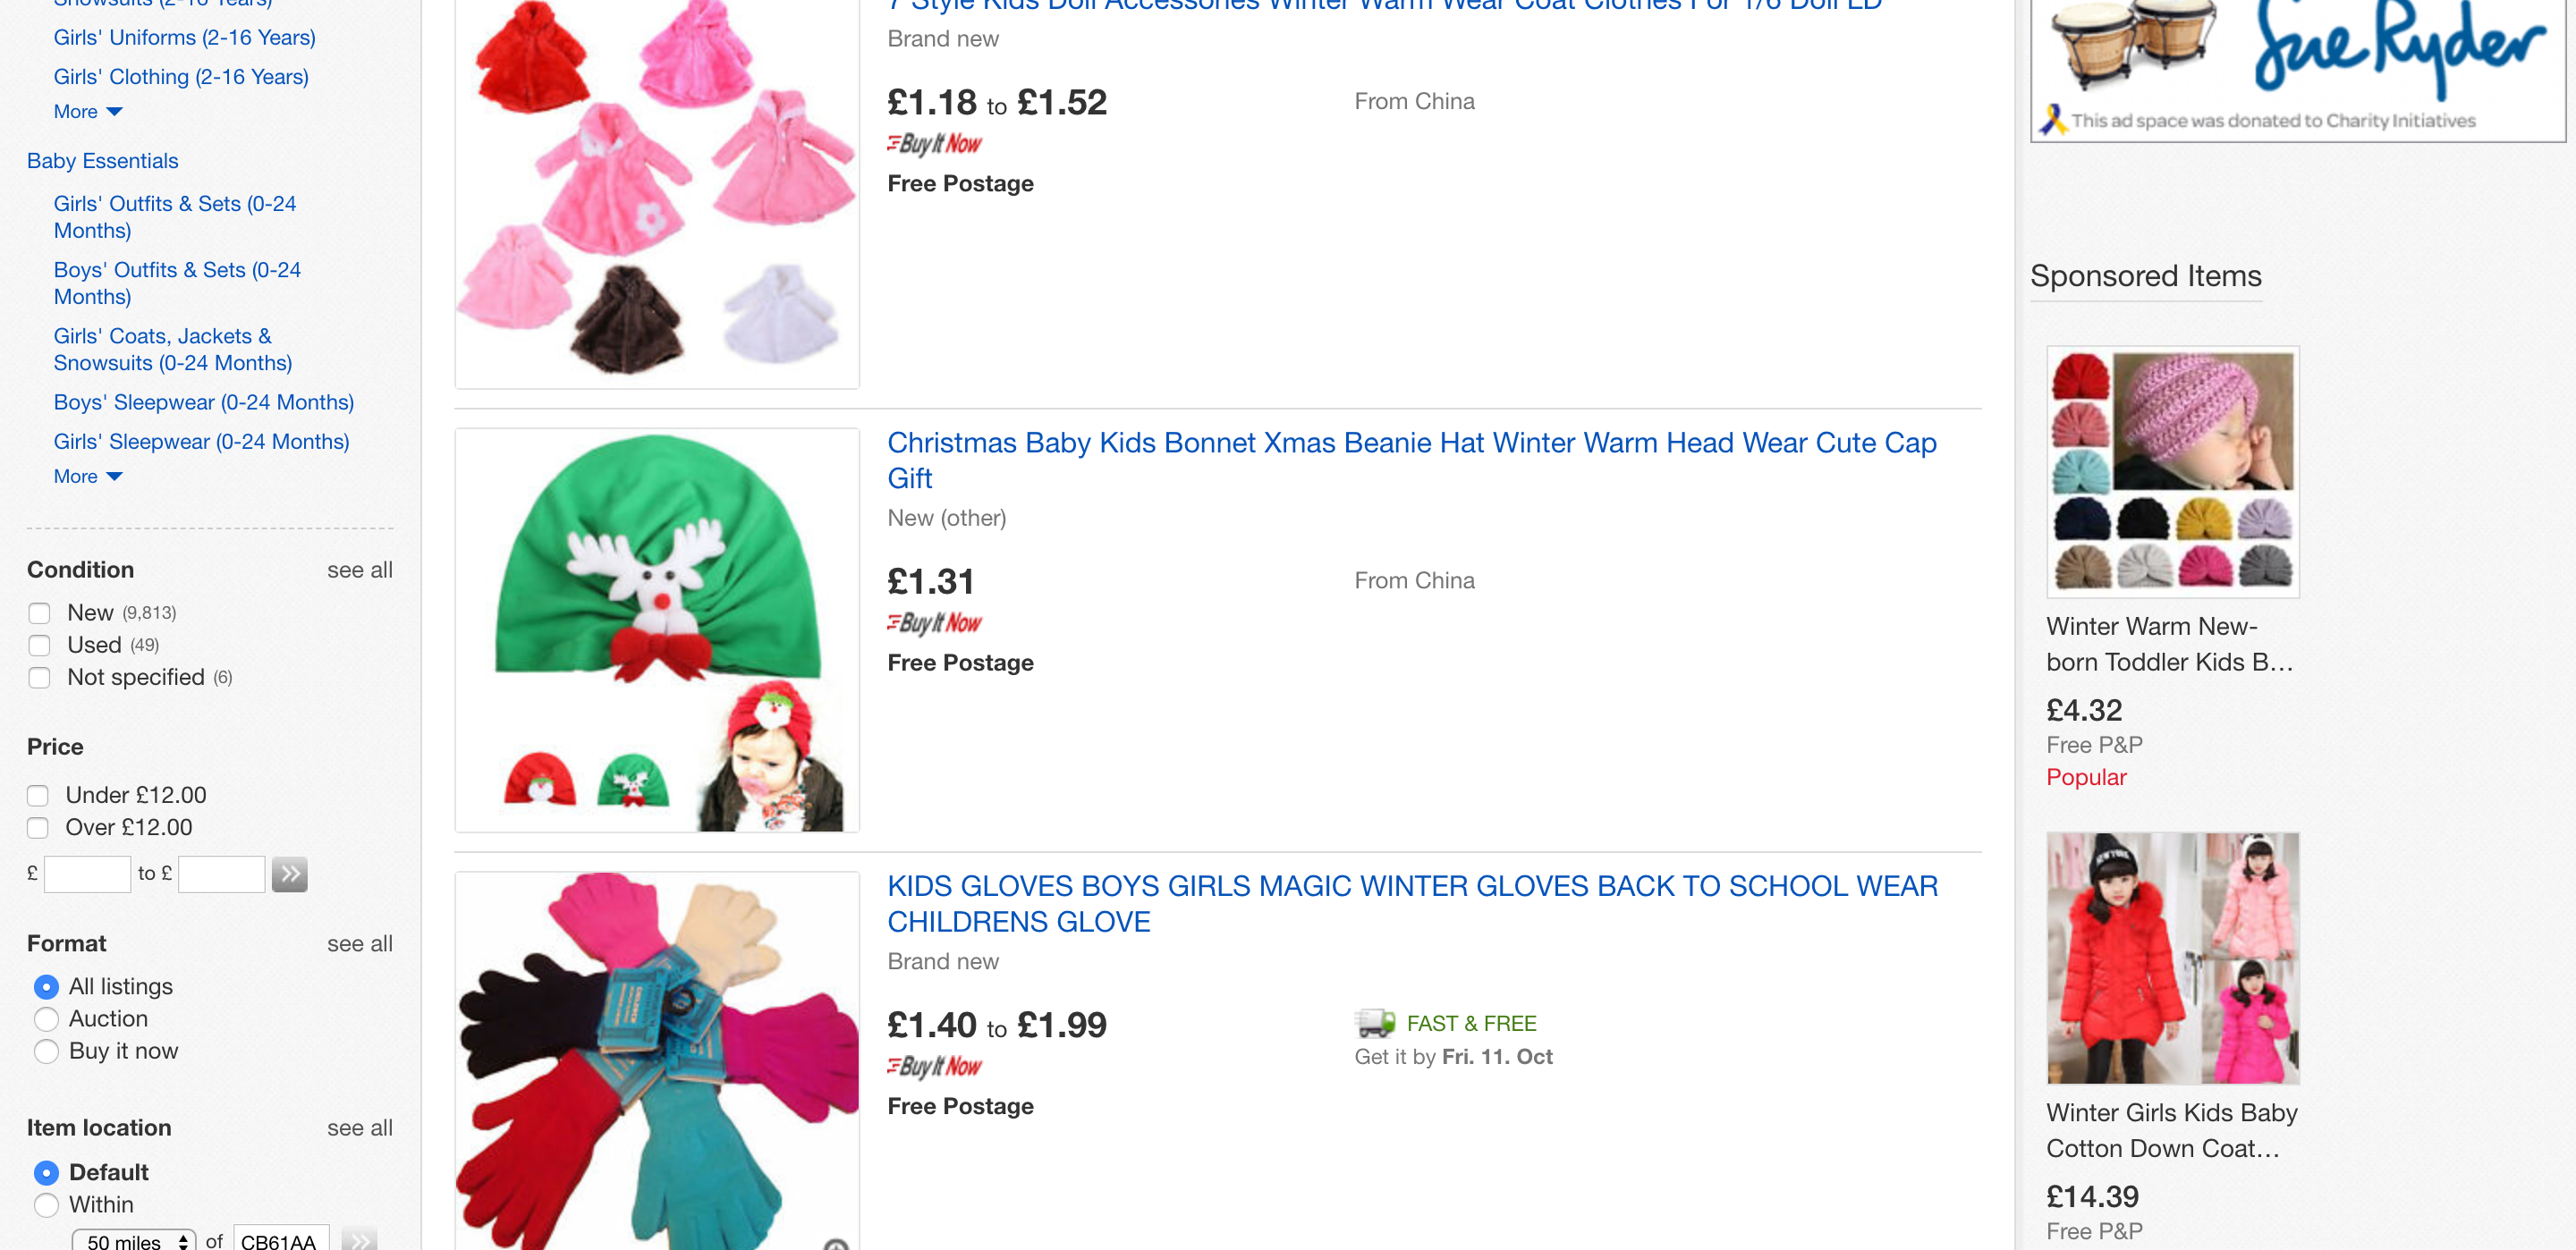 Snowsuits (2-16 Years)
Girls' Uniforms (2-16 Years)
Girls' Clothing (2-16 Years)
More
Baby Essentials
Girls' Outfits & Sets (0-24
Months)
Boys' Outfits & Sets (0-24
Months)
Girls' Coats, Jackets &
Snowsuits (0-24 Months)
Boys' Sleepwear (0-24 Months)
Girls' Sleepwear (0-24 Months)
More
Condition see all
New (9,813)
Used (49)
Not specified (6)
Price
Under £12.00
Over £12.00
£ to £
Format see all
All listings
Auction
Buy it now
Item location see all
Default
Within
50 miles of CB61AA
7 Style Kids Doll Accessories Winter Warm Wear Coat Clothes For 1/6 Doll LD
Brand new
£1.18 to £1.52
From China
Buy It Now
Free Postage
Christmas Baby Kids Bonnet Xmas Beanie Hat Winter Warm Head Wear Cute Cap
Gift
New (other)
£1.31
From China
Buy It Now
Free Postage
KIDS GLOVES BOYS GIRLS MAGIC WINTER GLOVES BACK TO SCHOOL WEAR
CHILDRENS GLOVE
Brand new
£1.40 to £1.99
FAST & FREE
Get it by Fri. 11. Oct
Buy It Now
Free Postage
Sue Ryder
This ad space was donated to Charity Initiatives
Sponsored Items
Winter Warm New-
born Toddler Kids B...
£4.32
Free P&P
Popular
NEW YORK
Winter Girls Kids Baby
Cotton Down Coat...
£14.39
Free P&P